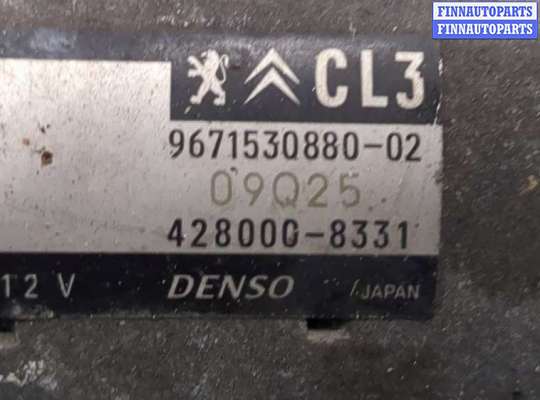 FINNAUTOPARTS
FINNAUTOPARTS
CL3
9671530880-02
09Q25
428000-8331
12 V DENSO JAPAN